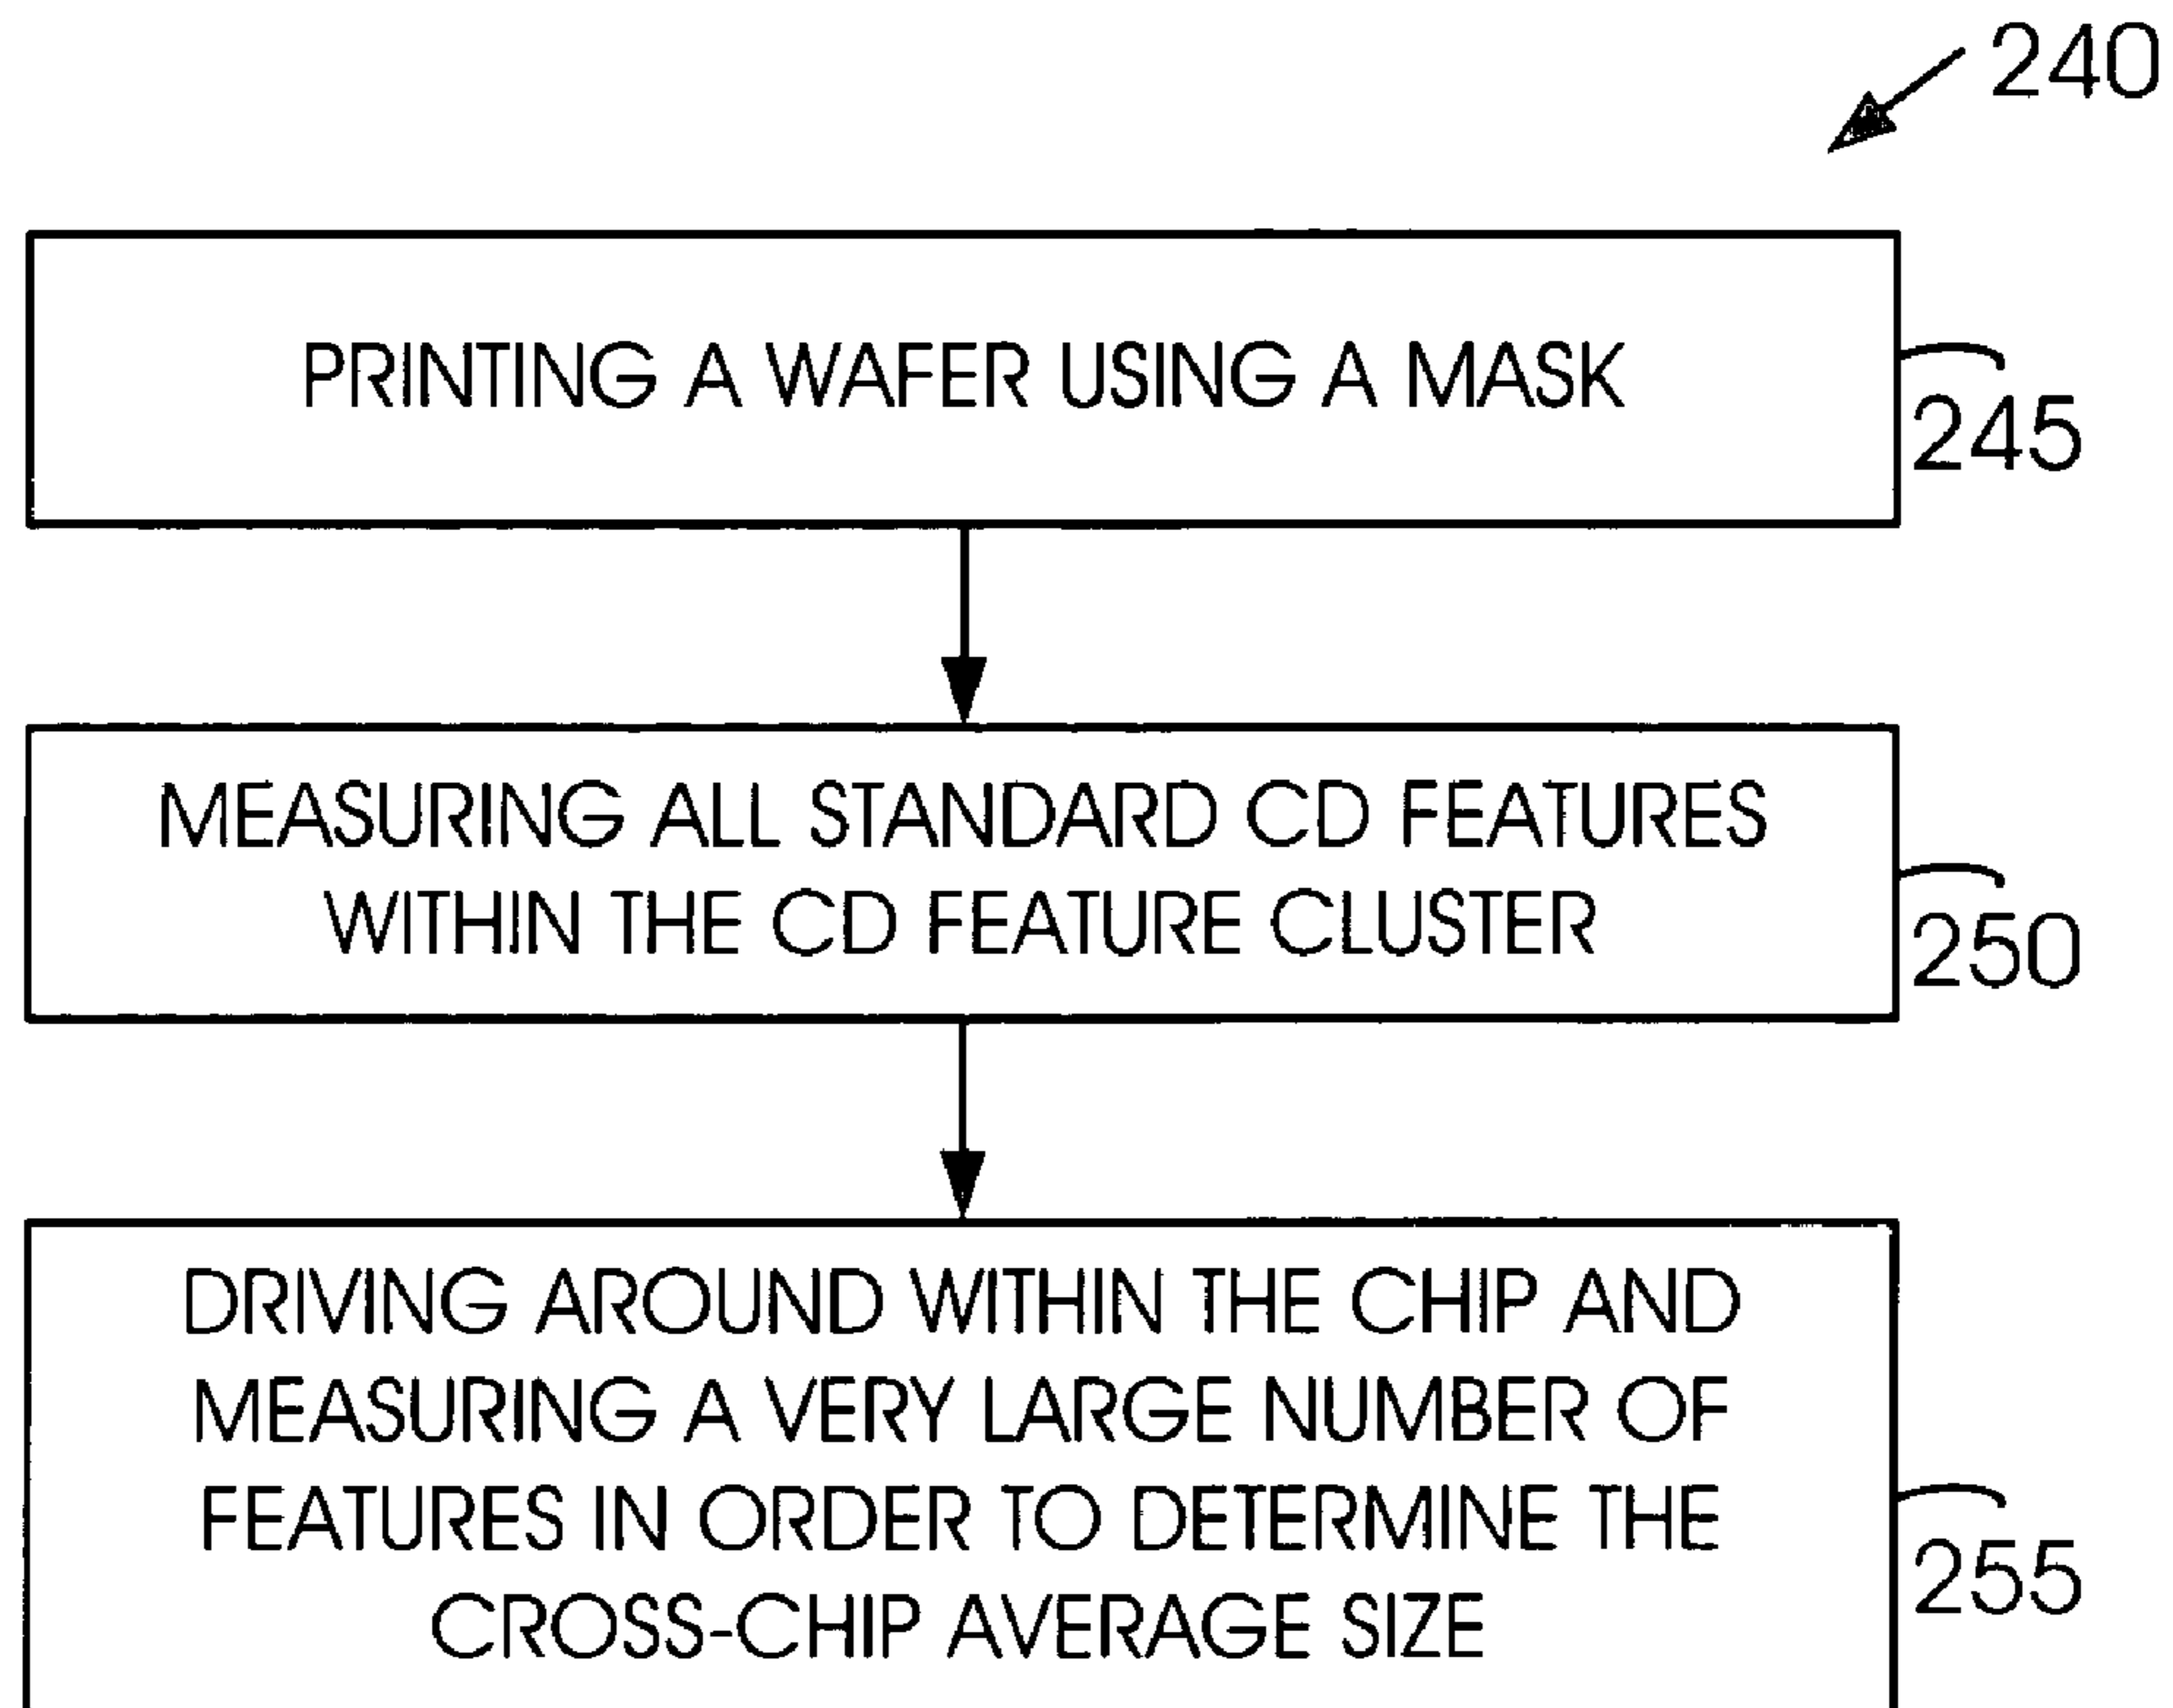 240
PRINTING A WAFER USING A MASK
245
MEASURING ALL STANDARD CD FEATURES
WITHIN THE CD FEATURE CLUSTER
250
DRIVING AROUND WITHIN THE CHIP AND
MEASURING A VERY LARGE NUMBER OF
FEATURES IN ORDER TO DETERMINE THE
CROSS-CHIP AVERAGE SIZE
255